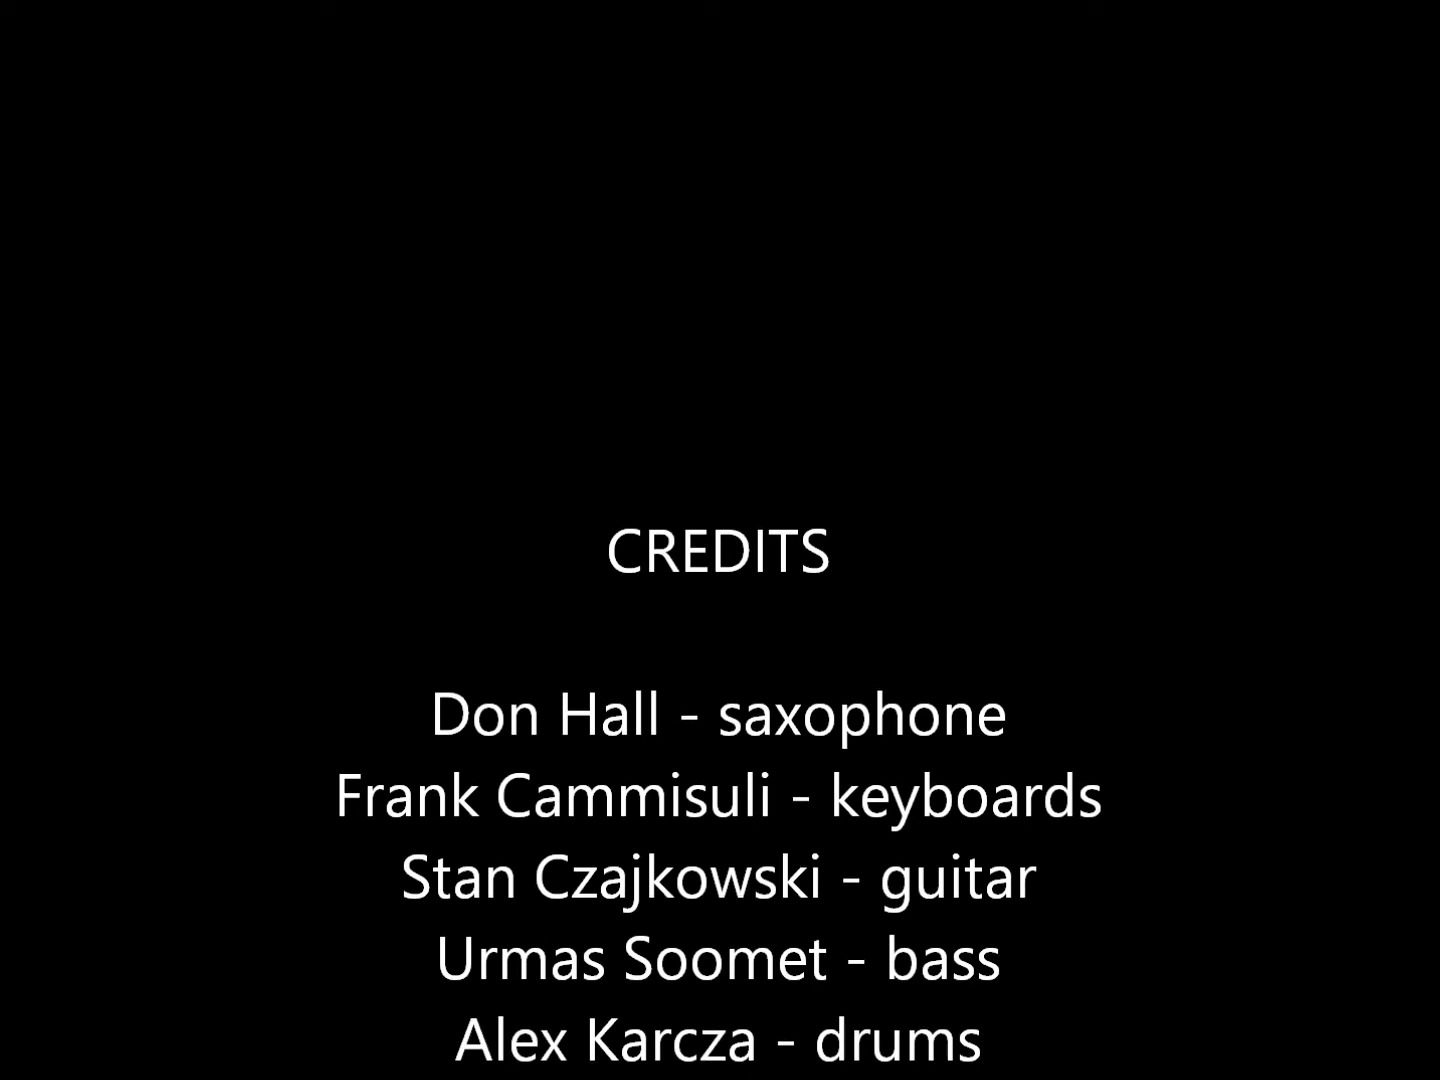 CREDITS
Don Hall - saxophone
Frank Cammisuli - keyboards
Stan Czajkowski - guitar
Urmas Soomet - bass
Alex Karcza - drums